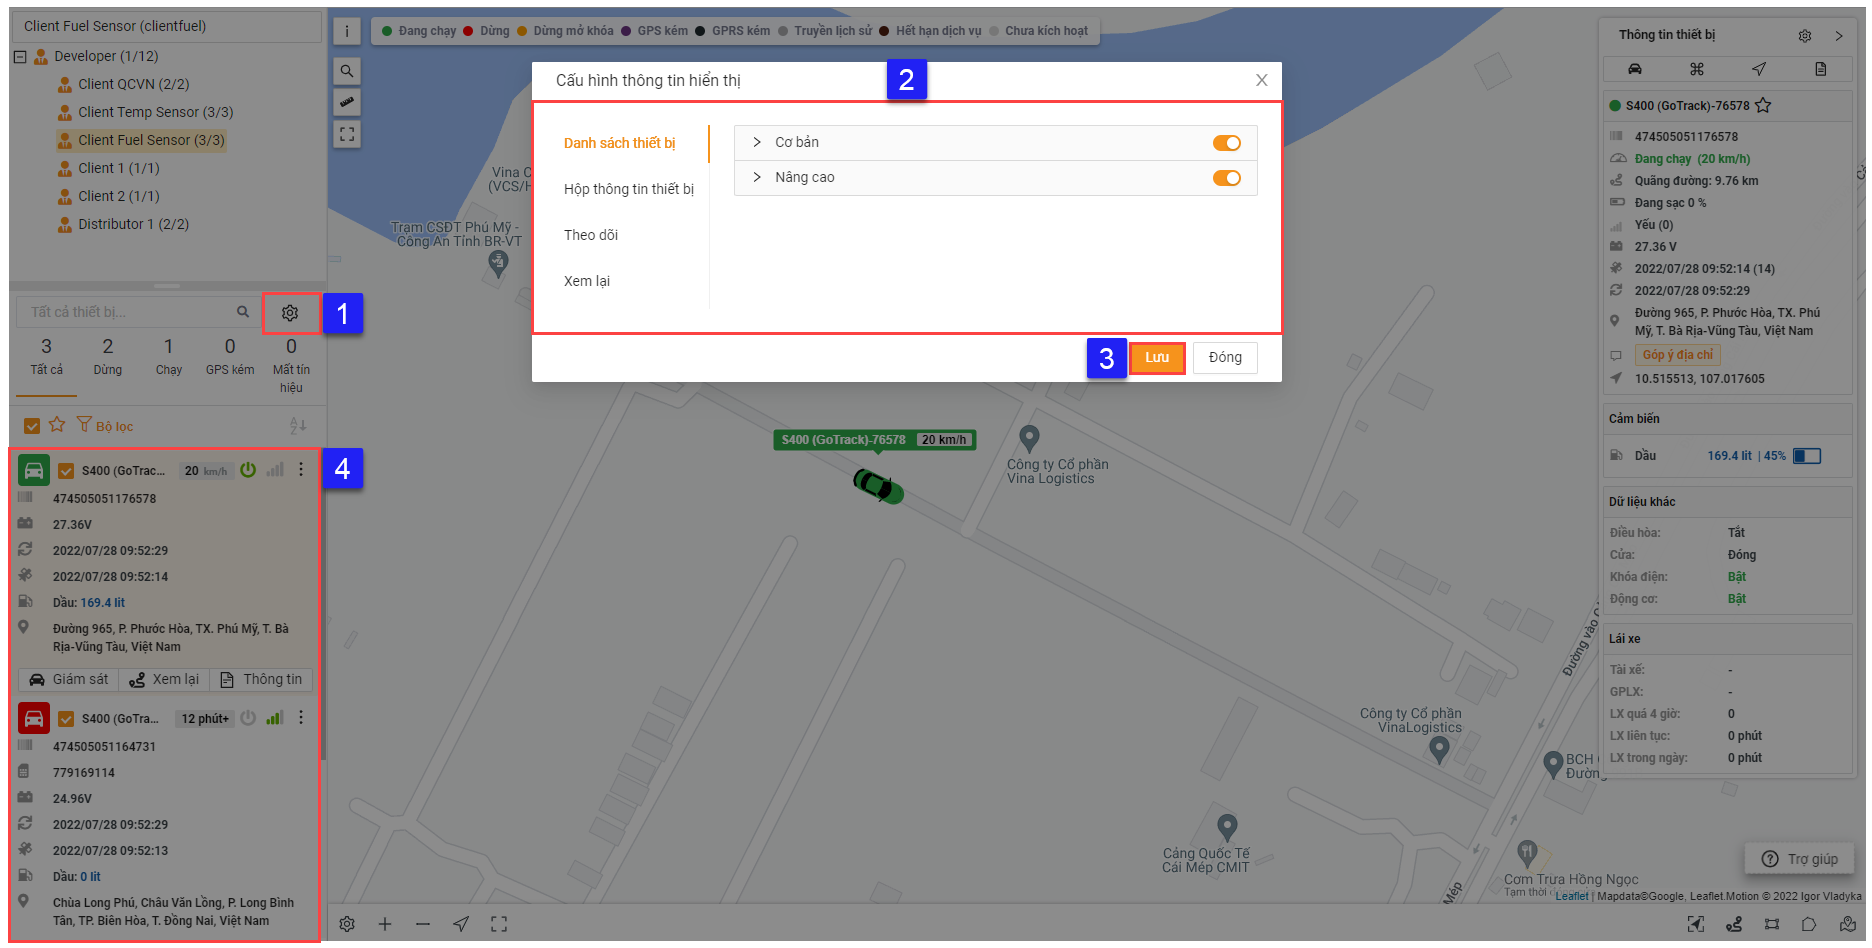 Client Fuel Sensor (clientfuel)
Developer (1/12)
Client QCVN (2/2)
Client Temp Sensor (3/3)
Client Fuel Sensor (3/3)
Client 1 (1/1)
Client 2 (1/1)
Distributor 1 (2/2)
Tất cả thiết bị...
1
3
2
1
0
0
Tất cả
Dừng
Chạy
GPS kém
Mất tín
hiệu
Bộ lọc
4
S400 (GoTrac...
20 km/h
474505051176578
27.36V
2022/07/28 09:52:29
2022/07/28 09:52:14
Dầu: 169.4 lit
Đường 965, P. Phước Hòa, TX. Phú Mỹ, T. Bà
Rịa-Vũng Tàu, Việt Nam
Giám sát
Xem lại
Thông tin
S400 (GoTra...
12 phút+
474505051164731
779169114
24.96V
2022/07/28 09:52:29
2022/07/28 09:52:13
Dầu: 0 lit
Chùa Long Phú, Châu Văn Lồng, P. Long Bình
Tân, TP. Biên Hòa, T. Đồng Nai, Việt Nam
i
Đang chạy
Dừng
Dừng mở khóa
GPS kém
GPRS kém
Truyền lịch sử
Hết hạn dịch vụ
Chưa kích hoạt
Cấu hình thông tin hiển thị
2
Danh sách thiết bị
Hộp thông tin thiết bị
Theo dõi
Xem lại
Cơ bản
Nâng cao
3
Lưu
Đóng
Vina C
(VCS/H
Trạm CSĐT Phú Mỹ -
Công An Tỉnh BR-VT
S400 (GoTrack)-76578
20 km/h
Công ty Cổ phần
Vina Logistics
Công ty Cổ phần
VinaLogistics
BCH
Đường
Đường vào
Cảng Quốc Tế
Cái Mép CMIT
Cơm Trưa Hồng Ngọc
Tạm thời
Mép
Leaflet | Mapdata©Google, Leaflet.Motion © 2022 Igor Vladyka
Trợ giúp
Thông tin thiết bị
S400 (GoTrack)-76578
474505051176578
Đang chạy (20 km/h)
Quãng đường: 9.76 km
Đang sạc 0 %
Yếu (0)
27.36 V
2022/07/28 09:52:14 (14)
2022/07/28 09:52:29
Đường 965, P. Phước Hòa, TX. Phú
Mỹ, T. Bà Rịa-Vũng Tàu, Việt Nam
Góp ý địa chỉ
10.515513, 107.017605
Cảm biến
Dầu
169.4 lit | 45%
Dữ liệu khác
Điều hòa:
Tắt
Cửa:
Đóng
Khóa điện:
Bật
Động cơ:
Bật
Lái xe
Tài xế:
-
GPLX:
-
LX quá 4 giờ:
0
LX liên tục:
0 phút
LX trong ngày:
0 phút